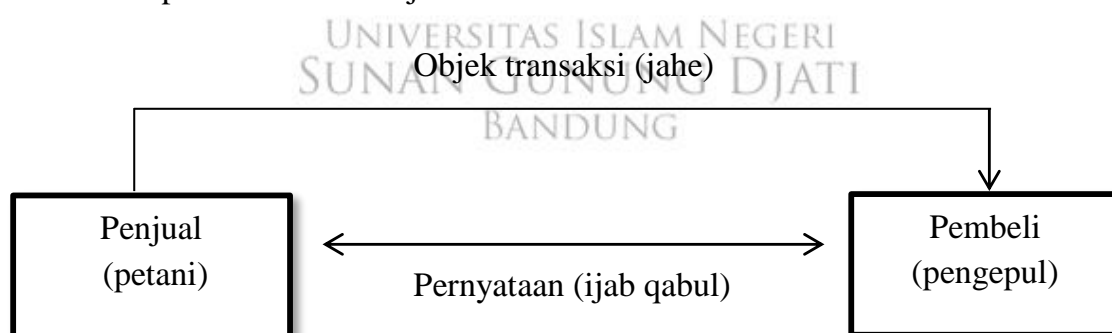 UNIVERSITAS ISLAM NEGERI
SUNAN GUNUNG DJATI
BANDUNG
Objek transaksi (jahe)
Penjual
(petani)
Pernyataan (ijab qabul)
Pembeli
(pengepul)